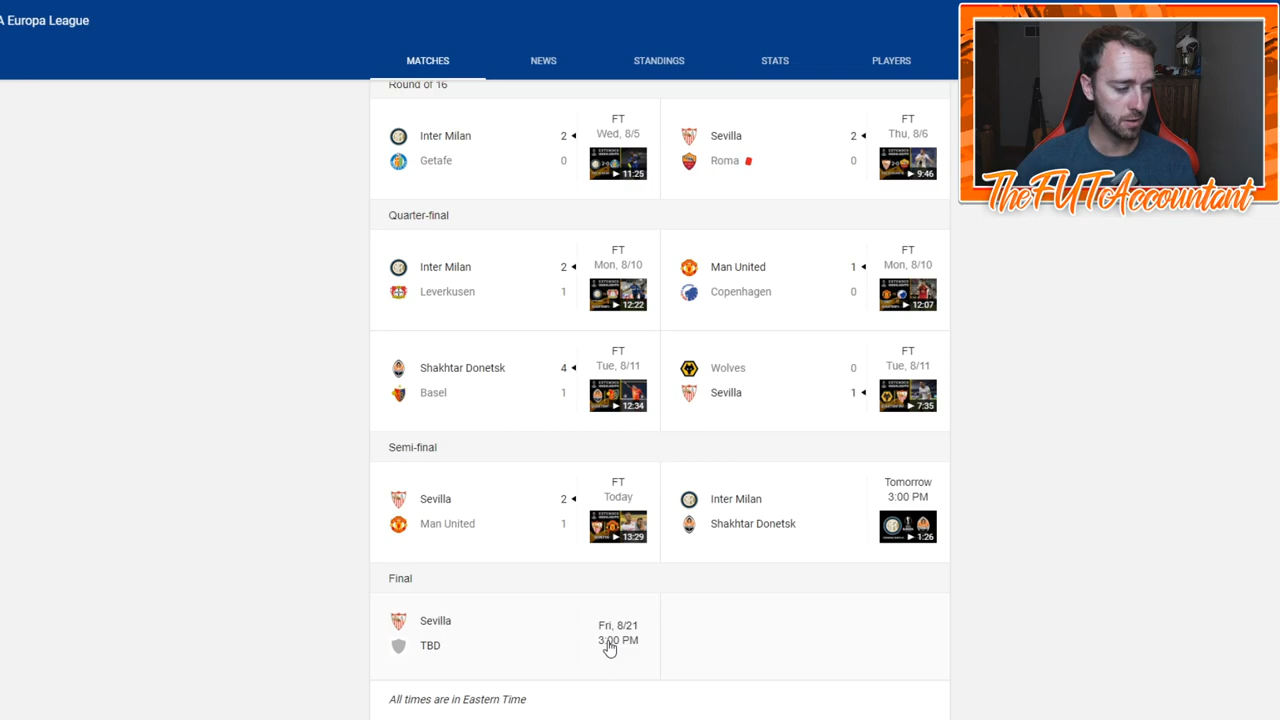 A Europa League
MATCHES
NEWS
STANDINGS
STATS
PLAYERS
Round of 16
Inter Milan 2
Getafe 0
FT
Wed, 8/5
11:25
Sevilla 2
Roma 0
FT
Thu, 8/6
9:46
Quarter-final
Inter Milan 2
Leverkusen 1
FT
Mon, 8/10
12:22
Man United 1
Copenhagen 0
FT
Mon, 8/10
12:07
Shakhtar Donetsk 4
Basel 1
FT
Tue, 8/11
12:34
Wolves 0
Sevilla 1
FT
Tue, 8/11
7:35
Semi-final
Sevilla 2
Man United 1
FT
Today
13:29
Inter Milan
Shakhtar Donetsk
Tomorrow
3:00 PM
1:26
Final
Sevilla
TBD
Fri, 8/21
3:00 PM
All times are in Eastern Time
TheFUTAccountant